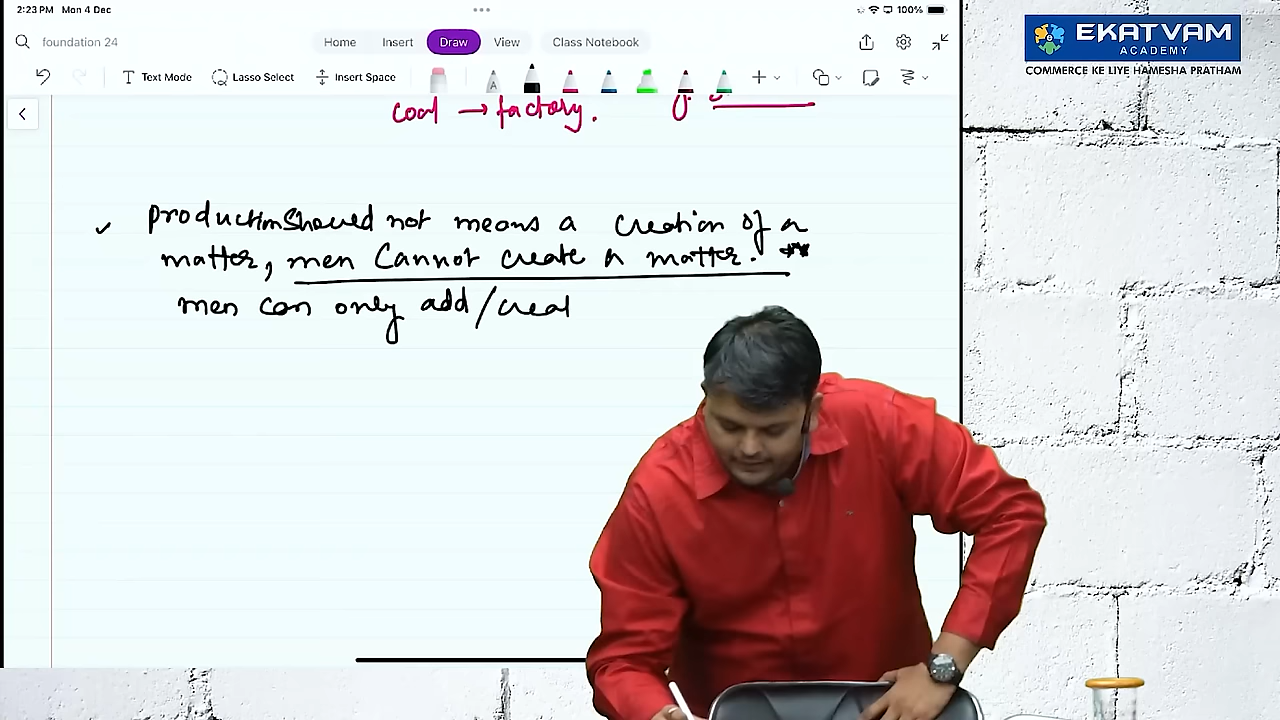 2:23 PM Mon 4 Dec
100%
foundation 24
Home
Insert
Draw
View
Class Notebook
Text Mode
Lasso Select
Insert Space
A
EKATVAM
ACADEMY
COMMERCE KE LIYE HAMESHA PRATHAM
coal → factory.
production should not means a creation of a
matter, men cannot create a matter. **
men can only add/creat